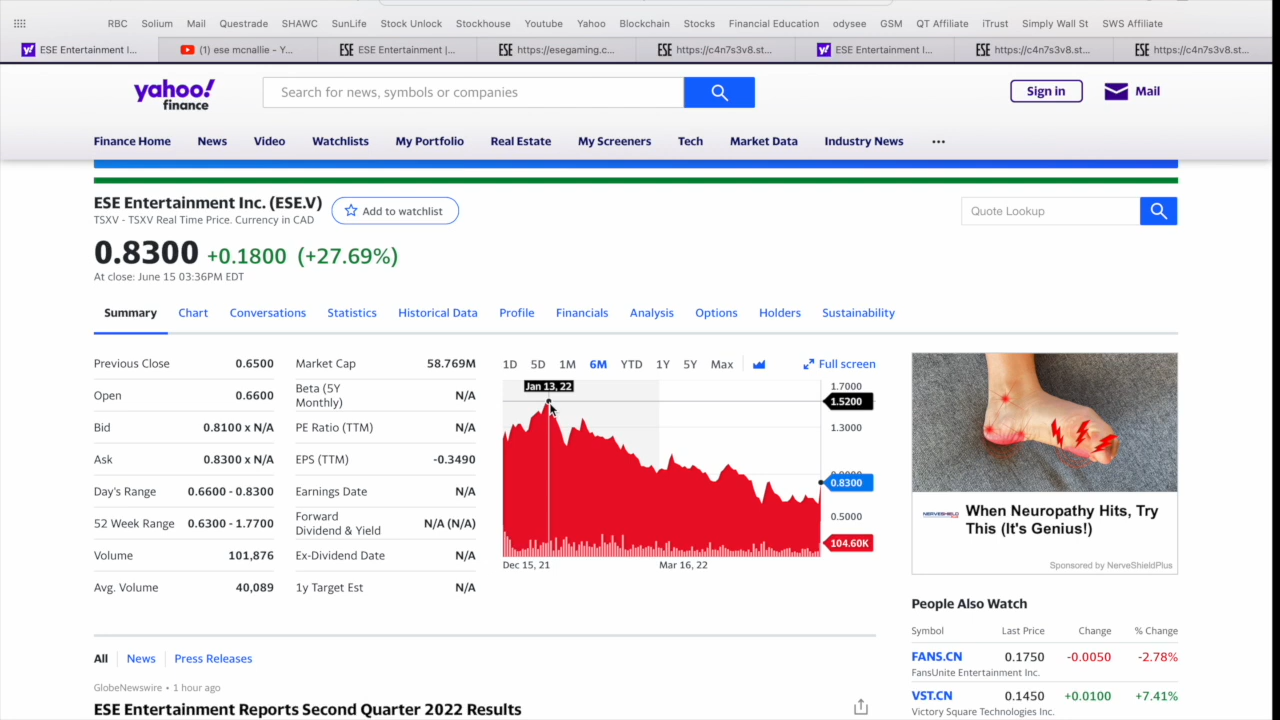 RBC Solium Mail Questrade SHAWC SunLife Stock Unlock Stockhouse Youtube Yahoo Blockchain Stocks Financial Education odysee GSM QT Affiliate iTrust Simply Wall St SWS Affiliate
ESE Entertainment I... (1) ese mcnallie - Y... ESE Entertainment |... https://esegaming.c... https://c4n7s3v8.st... ESE Entertainment I... https://c4n7s3v8.st... https://c4n7s3v8.st...
yahoo! finance
Search for news, symbols or companies
Sign in Mail
Finance Home News Video Watchlists My Portfolio Real Estate My Screeners Tech Market Data Industry News ...
ESE Entertainment Inc. (ESE.V) Add to watchlist
TSXV - TSXV Real Time Price. Currency in CAD
Quote Lookup
0.8300 +0.1800 (+27.69%)
At close: June 15 03:36PM EDT
Summary Chart Conversations Statistics Historical Data Profile Financials Analysis Options Holders Sustainability
Previous Close 0.6500
Open 0.6600
Bid 0.8100 x N/A
Ask 0.8300 x N/A
Day's Range 0.6600 - 0.8300
52 Week Range 0.6300 - 1.7700
Volume 101,876
Avg. Volume 40,089
Market Cap 58.769M
Beta (5Y Monthly) N/A
PE Ratio (TTM) N/A
EPS (TTM) -0.3490
Earnings Date N/A
Forward Dividend & Yield N/A (N/A)
Ex-Dividend Date N/A
1y Target Est N/A
1D 5D 1M 6M YTD 1Y 5Y Max Full screen
Jan 13, 22
1.7000
1.5200
1.3000
0.8300
0.5000
104.60K
Dec 15, 21 Mar 16, 22
NERVESHIELD
When Neuropathy Hits, Try
This (It's Genius!)
Sponsored by NerveShieldPlus
People Also Watch
Symbol Last Price Change % Change
FANS.CN 0.1750 -0.0050 -2.78%
FansUnite Entertainment Inc.
VST.CN 0.1450 +0.0100 +7.41%
Victory Square Technologies Inc.
All News Press Releases
GlobeNewswire • 1 hour ago
ESE Entertainment Reports Second Quarter 2022 Results